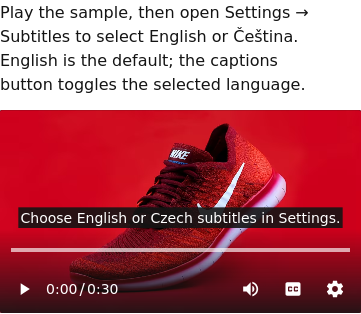 Play the sample, then open Settings →
Subtitles to select English or Čeština.
English is the default; the captions
button toggles the selected language.
NIKE
Choose English or Czech subtitles in Settings.
0:00/0:30
CC